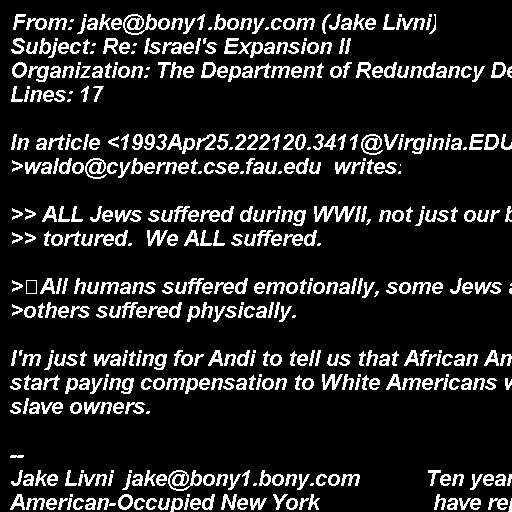 From: jake@bony1.bony.com (Jake Livni)
Subject: Re: Israel's Expansion II
Organization: The Department of Redundancy De
Lines: 17

In article <1993Apr25.222120.3411@Virginia.EDU
>waldo@cybernet.cse.fau.edu  writes:

>> ALL Jews suffered during WWII, not just our b
>> tortured.  We ALL suffered.

>□All humans suffered emotionally, some Jews a
>others suffered physically.

I'm just waiting for Andi to tell us that African Am
start paying compensation to White Americans w
slave owners.

--
Jake Livni  jake@bony1.bony.com           Ten year
American-Occupied New York                  have re